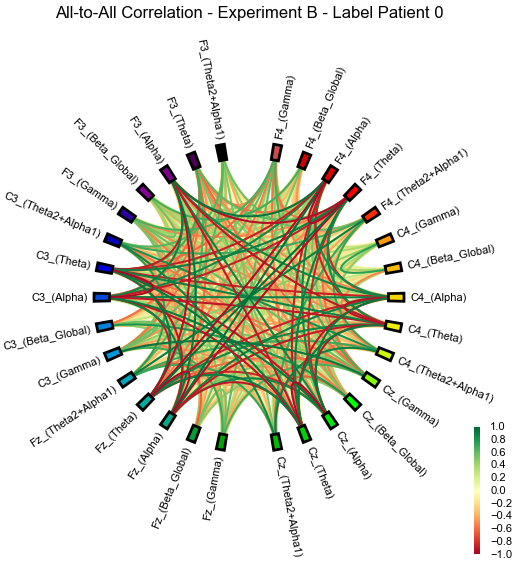 All-to-All Correlation - Experiment B - Label Patient 0
F3_(Theta2+Alpha1)
F3_(Theta)
F3_(Alpha)
F3_(Beta_Global)
F3_(Gamma)
C3_(Theta2+Alpha1)
C3_(Theta)
C3_(Alpha)
C3_(Beta_Global)
C3_(Gamma)
Fz_(Theta2+Alpha1)
Fz_(Theta)
Fz_(Alpha)
Fz_(Beta_Global)
Fz_(Gamma)
Cz_(Theta2+Alpha1)
Cz_(Theta)
Cz_(Alpha)
Cz_(Beta_Global)
Cz_(Gamma)
C4_(Theta2+Alpha1)
C4_(Theta)
C4_(Alpha)
C4_(Beta_Global)
C4_(Gamma)
F4_(Theta2+Alpha1)
F4_(Theta)
F4_(Alpha)
F4_(Beta_Global)
F4_(Gamma)
1.0
0.8
0.6
0.4
0.2
0.0
−0.2
−0.4
−0.6
−0.8
−1.0